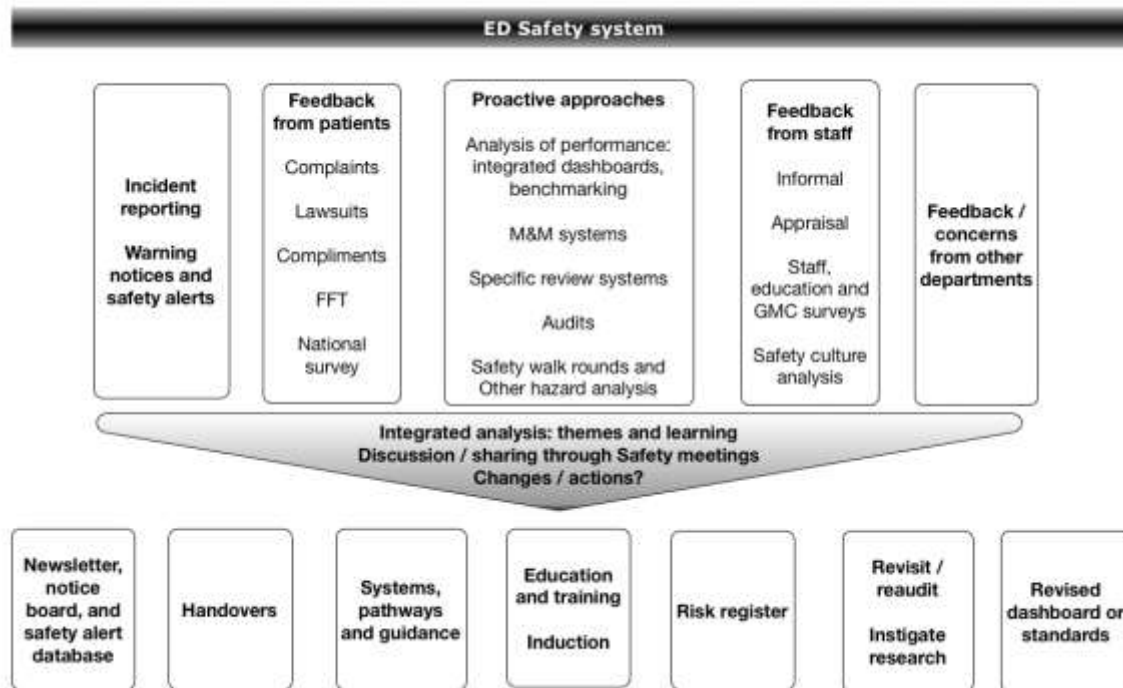 ED Safety system
Incident
reporting
Warning
notices and
safety alerts
Feedback
from patients
Complaints
Lawsuits
Compliments
FFT
National
survey
Proactive approaches
Analysis of performance:
integrated dashboards,
benchmarking
M&M systems
Specific review systems
Audits
Safety walk rounds and
Other hazard analysis
Feedback
from staff
Informal
Appraisal
Staff,
education and
GMC surveys
Safety culture
analysis
Feedback /
concerns
from other
departments
Integrated analysis: themes and learning
Discussion / sharing through Safety meetings
Changes / actions?
Newsletter,
notice
board, and
safety alert
database
Handovers
Systems,
pathways
and guidance
Education
and training
Induction
Risk register
Revisit /
reaudit
Instigate
research
Revised
dashboard or
standards